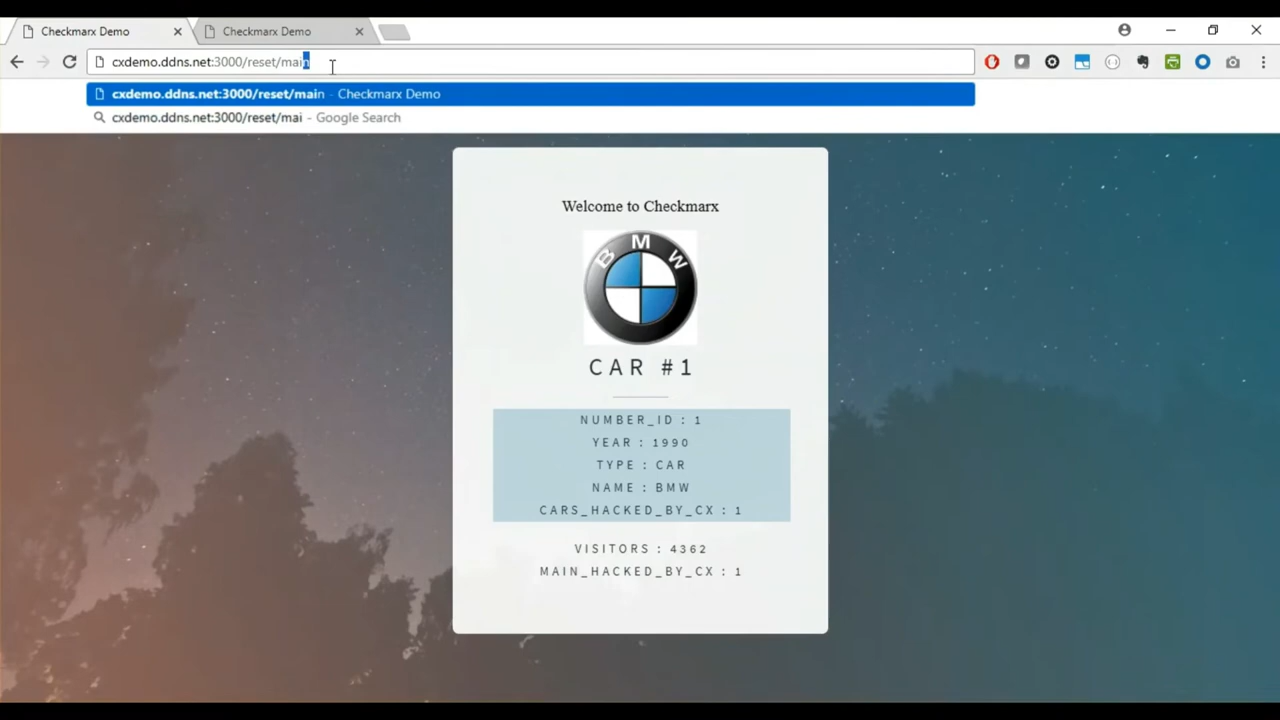 Checkmarx Demo
Checkmarx Demo
cxdemo.ddns.net:3000/reset/main
cxdemo.ddns.net:3000/reset/main - Checkmarx Demo
cxdemo.ddns.net:3000/reset/mai - Google Search
Welcome to Checkmarx
BMW
CAR #1
NUMBER_ID : 1
YEAR : 1990
TYPE : CAR
NAME : BMW
CARS_HACKED_BY_CX : 1
VISITORS : 4362
MAIN_HACKED_BY_CX : 1